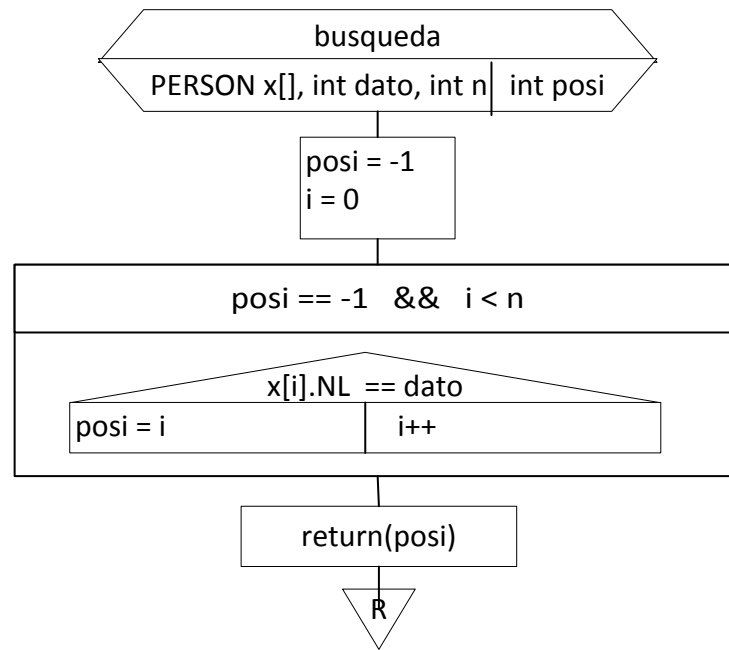 busqueda
PERSON x[], int dato, int n int posi
posi = -1
i = 0
posi == -1 && i < n
x[i].NL == dato
posi = i i++
return(posi)
R